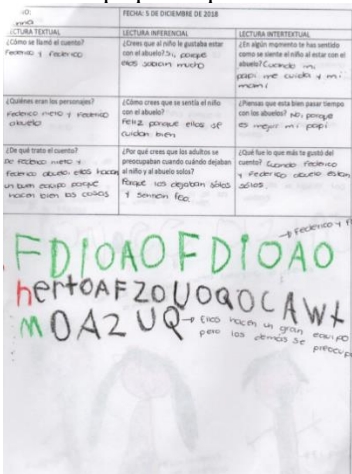 FECHA: 5 DE DICIEMBRE DE 2018
LECTURA TEXTUAL
LECTURA INFERENCIAL
LECTURA INTERTEXTUAL
¿Cómo se llamó el cuento?
Federico y Federico
¿Crees que al niño le gustaba estar
con el abuelo? Si, porque
ellos sabian mucho
¿En algún momento te has sentido
como se siente el niño al estar con el
abuelo? Cuando mi
papi me cuida y mi
mami
¿Quiénes eran los personajes?
Federico nieto y Federico
abuelo
¿Cómo crees que se sentía el niño
con el abuelo?
Feliz porque ellos se
cuidan bien
¿Piensas que esta bien pasar tiempo
con los abuelos? No, porque
es mejor mi papi
¿De qué trato el cuento?
De Federico nieto y
Federico abuelo ellos hacen
un buen equipo porque
hacen bien las cosas
¿Por qué crees que los adultos se
preocupaban cuando cuándo dejaban
al niño y al abuelo solos?
Porque los dejaban solos
y sentian feo
¿Qué fue lo que más te gustó del
cuento? Cuando Federico
y Federico abuelo estan
solos
Federico y
FDIOAOFDIOAO
hertOAFZOUOQOCAWt
MOA2UQ
Ellos hacen un gran equipo
pero los demás se